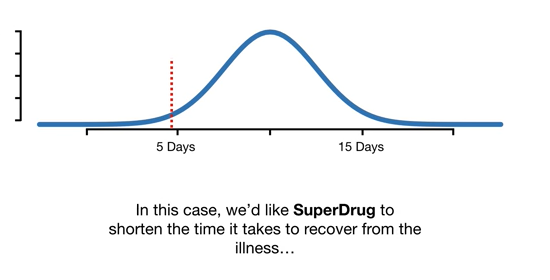 5 Days
15 Days
In this case, we'd like SuperDrug to
shorten the time it takes to recover from the
illness…